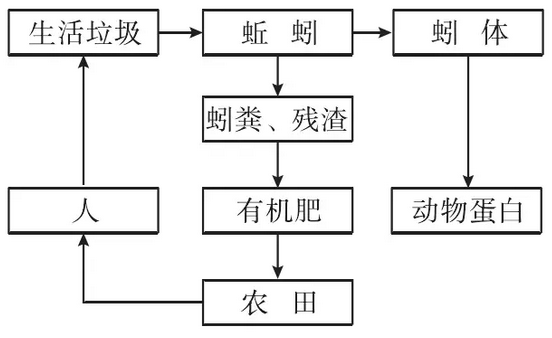 生活垃圾
蚯 蚓
蚓 体
蚓粪、残渣
人
有机肥
动物蛋白
农 田